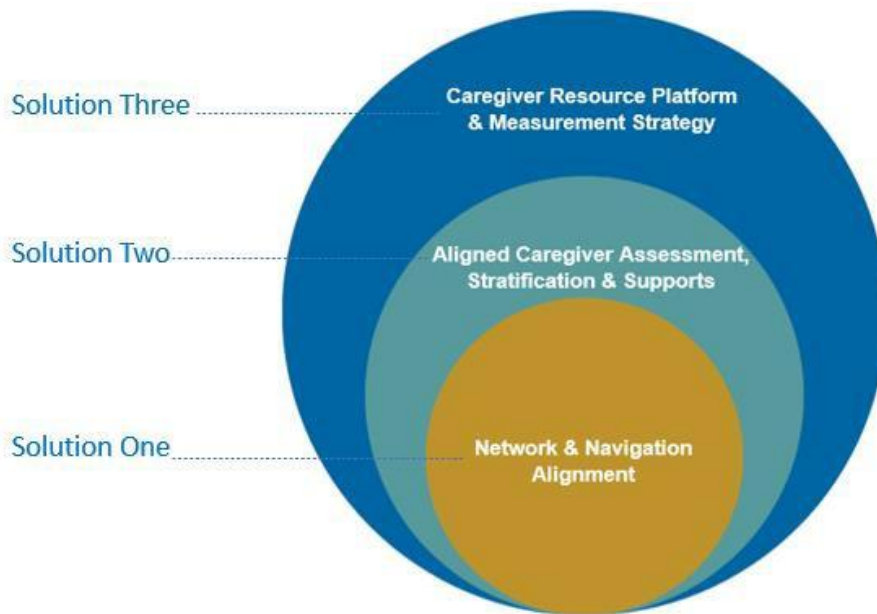 Solution Three
Caregiver Resource Platform
& Measurement Strategy
Solution Two
Aligned Caregiver Assessment,
Stratification & Supports
Solution One
Network & Navigation
Alignment